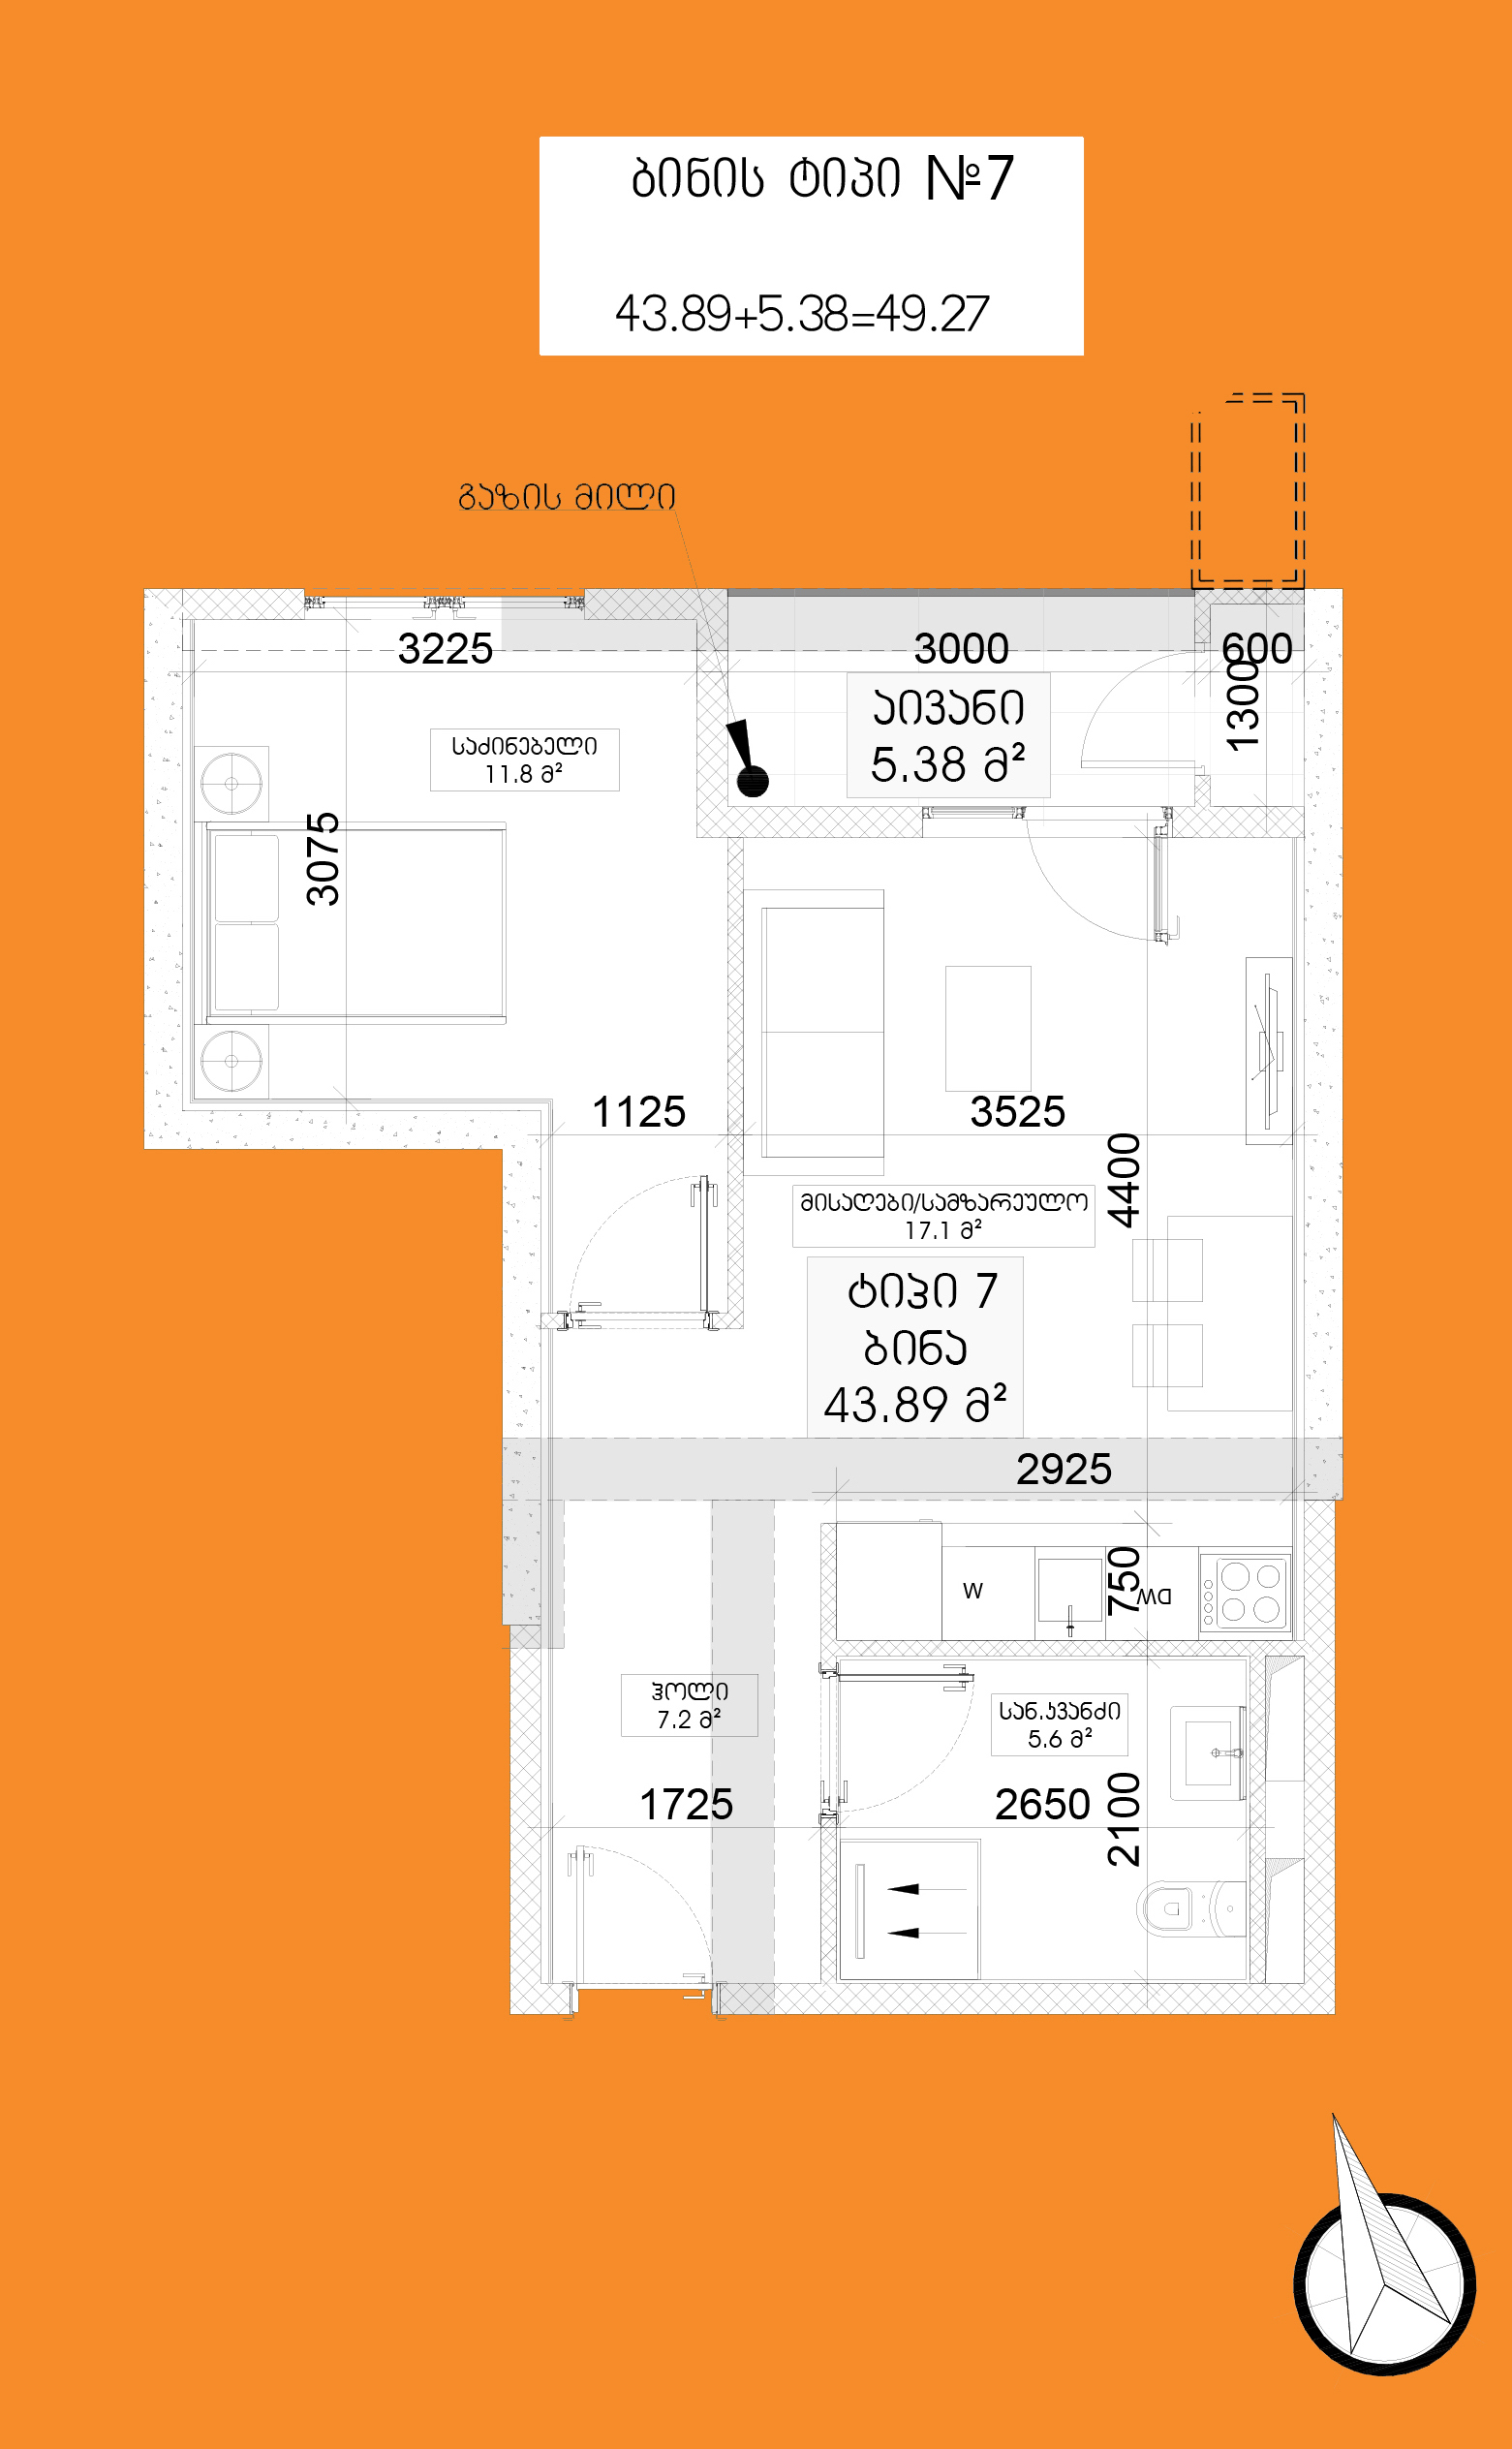 ბინის ტიპი №7
43.89+5.38=49.27
გაზის მილი
3225
3000
600
1300
აივანი
5.38 მ²
საძინებელი
11.8 მ²
3075
1125
3525
4400
მისაღები/სამზარეულო
17.1 მ²
ტიპი 7
ბინა
43.89 მ²
2925
750
W
DW
ჰოლი
7.2 მ²
სან.კვანძი
5.6 მ²
1725
2650
2100